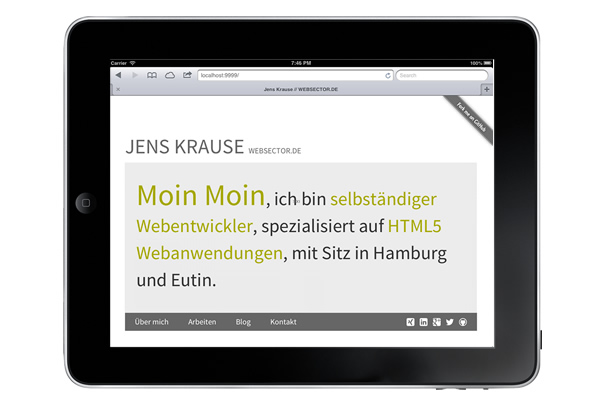 Carrier 7:46 PM 100%
localhost:9999/ Search
Jens Krause // WEBSECTOR.DE
Fork me on GitHub
JENS KRAUSE WEBSECTOR.DE
Moin Moin, ich bin selbständiger
Webentwickler, spezialisiert auf HTML5
Webanwendungen, mit Sitz in Hamburg
und Eutin.
Über mich Arbeiten Blog Kontakt